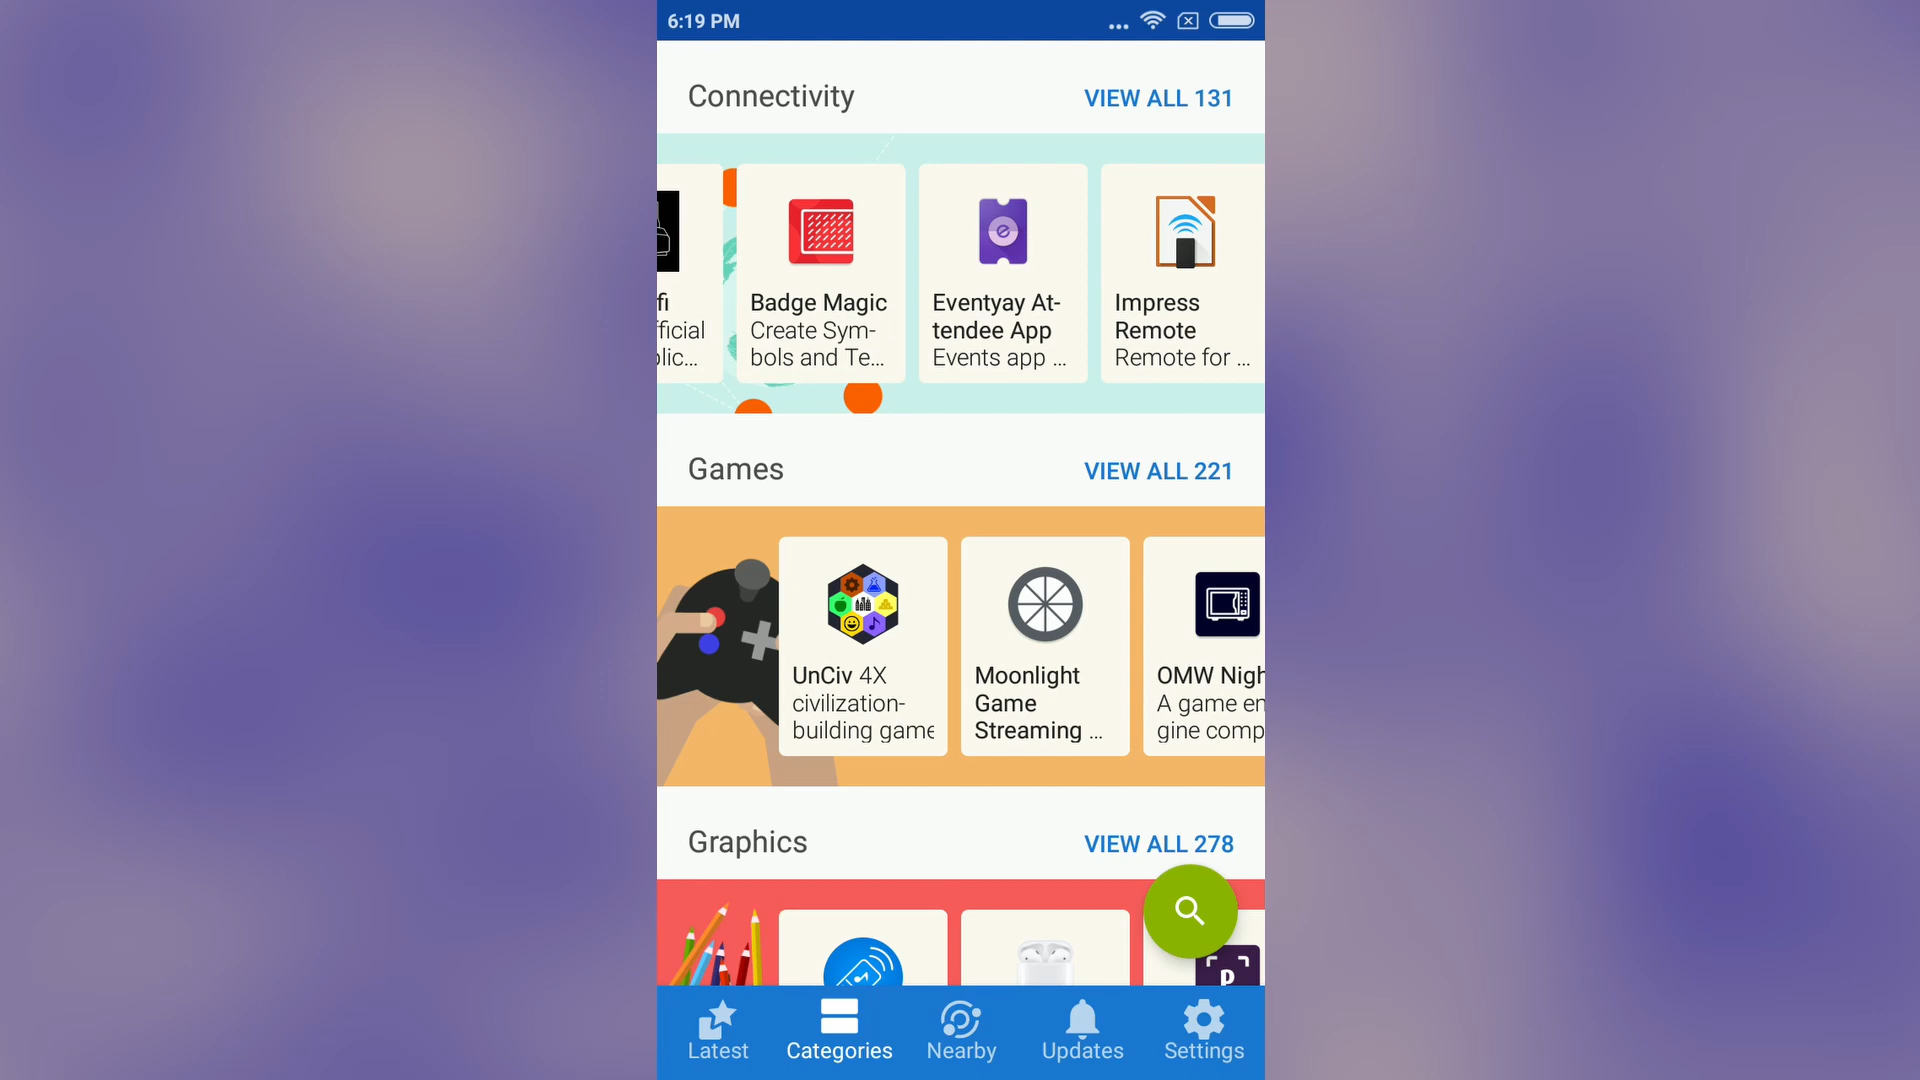 6:19 PM
Connectivity
VIEW ALL 131
fi
fficial
blic...
Badge Magic
Create Sym-
bols and Te...
Eventyay At-
tendee App
Events app ...
Impress
Remote
Remote for ...
Games
VIEW ALL 221
UnCiv 4X
civilization-
building game
Moonlight
Game
Streaming ...
OMW Nigh
A game en
gine comp
Graphics
VIEW ALL 278
p
Latest
Categories
Nearby
Updates
Settings